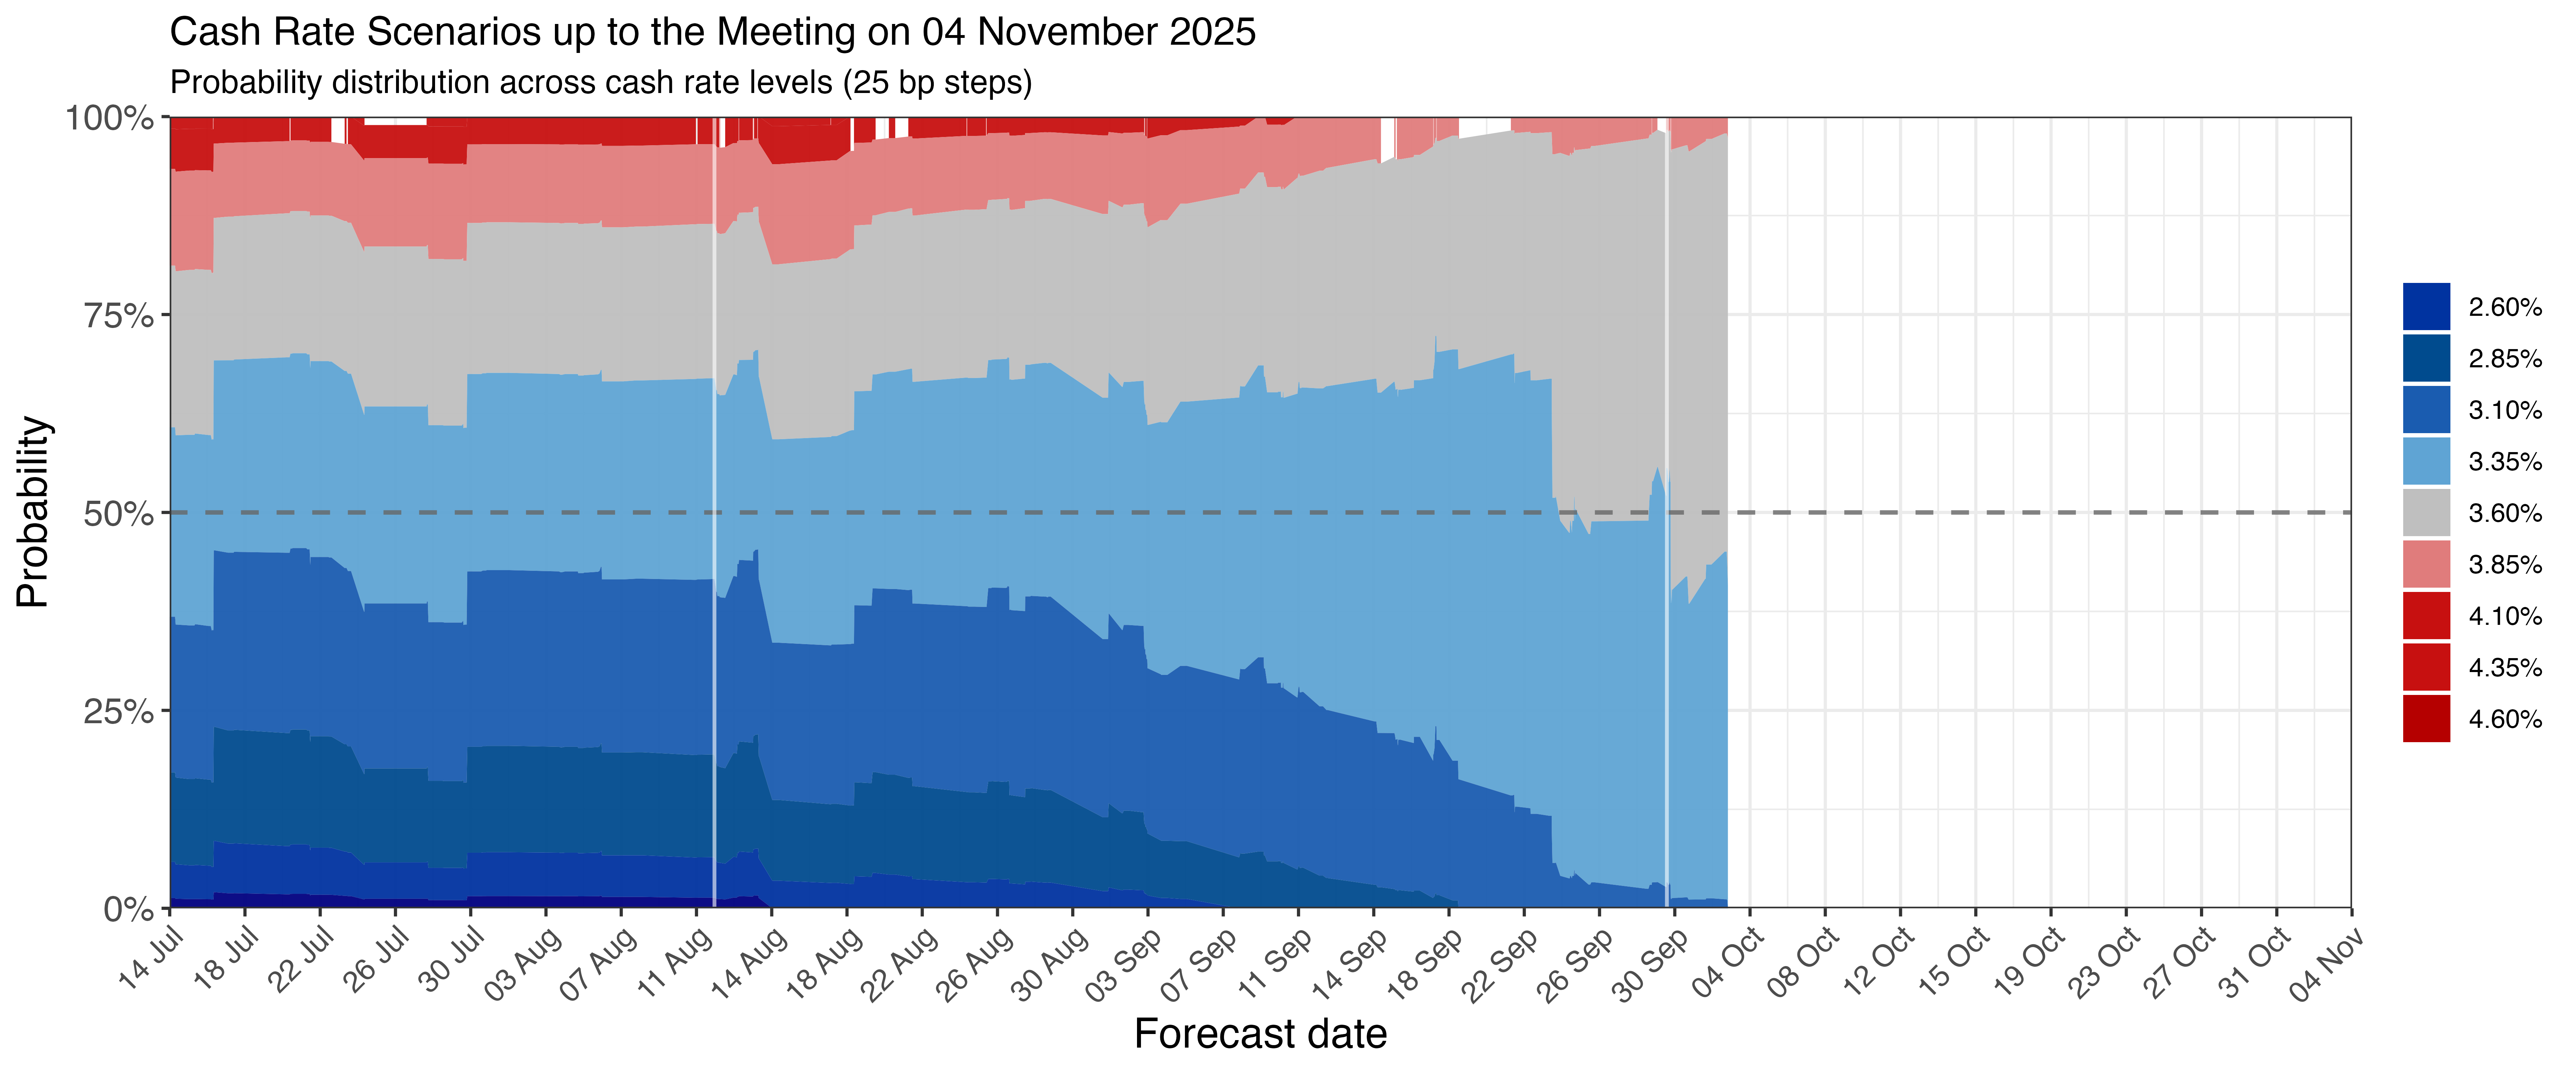 Cash Rate Scenarios up to the Meeting on 04 November 2025
Probability distribution across cash rate levels (25 bp steps)
Probability
100%
75%
50%
25%
0%
14 Jul
18 Jul
22 Jul
26 Jul
30 Jul
03 Aug
07 Aug
11 Aug
14 Aug
18 Aug
22 Aug
26 Aug
30 Aug
03 Sep
07 Sep
11 Sep
14 Sep
18 Sep
22 Sep
26 Sep
30 Sep
04 Oct
08 Oct
12 Oct
15 Oct
19 Oct
23 Oct
27 Oct
31 Oct
04 Nov
Forecast date
2.60%
2.85%
3.10%
3.35%
3.60%
3.85%
4.10%
4.35%
4.60%